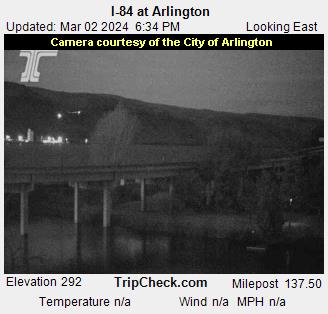 I-84 at Arlington
Updated: Mar 02 2024 6:34 PM Looking East
Camera courtesy of the City of Arlington
Elevation 292 TripCheck.com Milepost 137.50
Temperature n/a Wind n/a MPH n/a